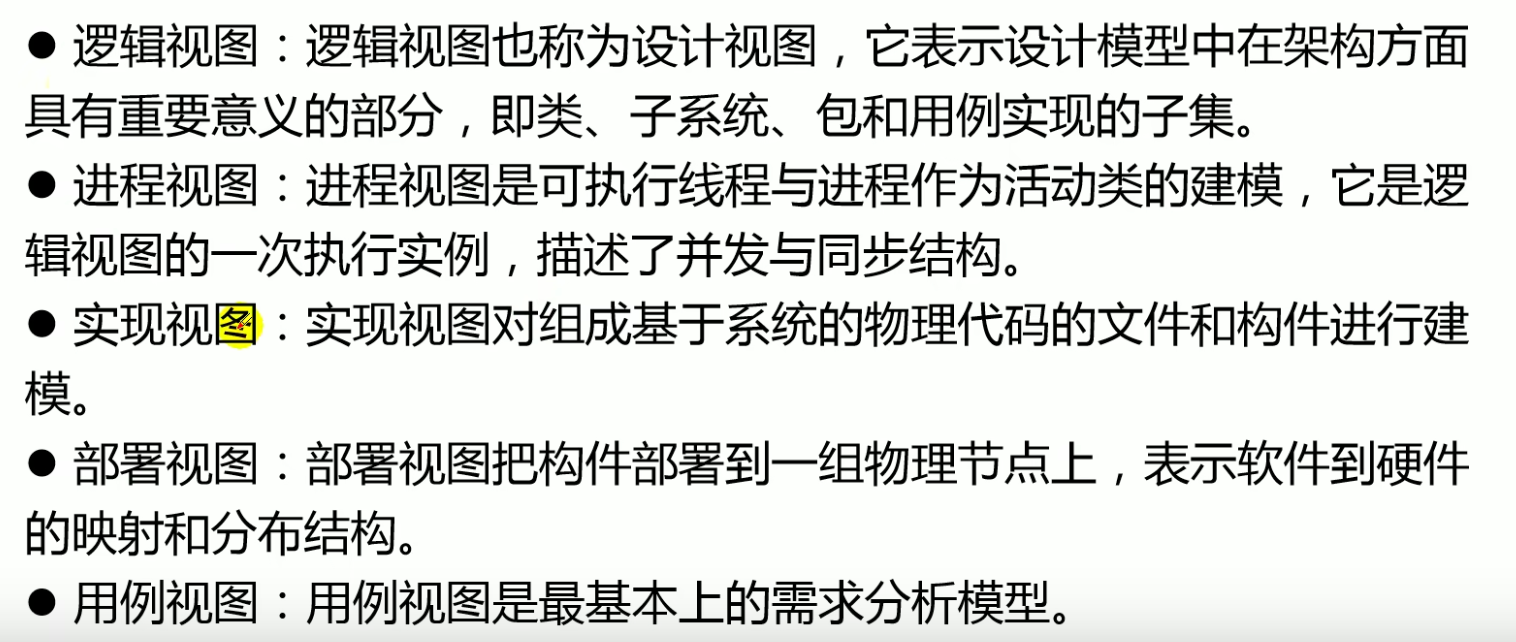 ● 逻辑视图：逻辑视图也称为设计视图，它表示设计模型中在架构方面
具有重要意义的部分，即类、子系统、包和用例实现的子集。
● 进程视图：进程视图是可执行线程与进程作为活动类的建模，它是逻
辑视图的一次执行实例，描述了并发与同步结构。
● 实现视图：实现视图对组成基于系统的物理代码的文件和构件进行建
模。
● 部署视图：部署视图把构件部署到一组物理节点上，表示软件到硬件
的映射和分布结构。
● 用例视图：用例视图是最基本上的需求分析模型。